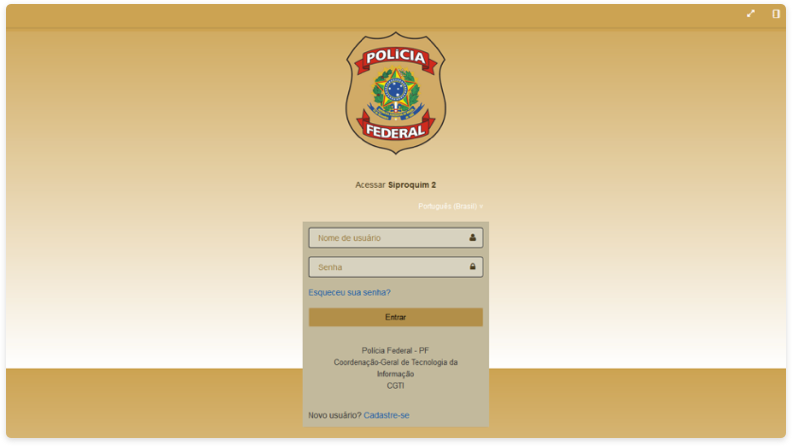 POLÍCIA
FEDERAL
Acessar Siproquim 2
Português (Brasil)
Nome de usuário
Senha
Esqueceu sua senha?
Entrar
Polícia Federal - PF
Coordenação-Geral de Tecnologia da
Informação
CGTI
Novo usuário? Cadastre-se